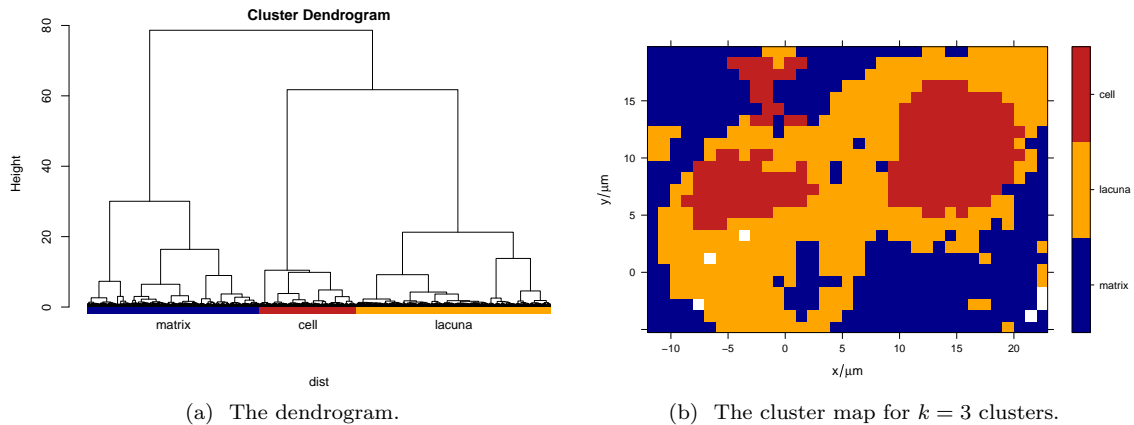 Cluster Dendrogram
80
60
40
20
0
Height
matrix cell lacuna
dist
(a) The dendrogram.
15
10
5
0
y/μm
−10 −5 0 5 10 15 20
x/μm
cell
lacuna
matrix
(b) The cluster map for k = 3 clusters.